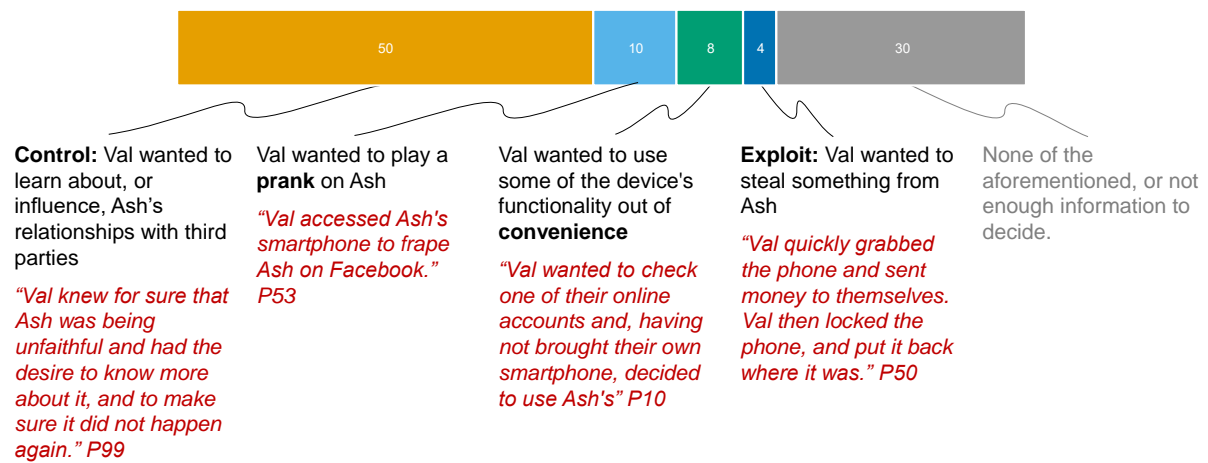 50
10
8
4
30
Control: Val wanted to
learn about, or
influence, Ash's
relationships with third
parties
“Val knew for sure that
Ash was being
unfaithful and had the
desire to know more
about it, and to make
sure it did not happen
again.” P99
Val wanted to play a
prank on Ash
“Val accessed Ash's
smartphone to frape
Ash on Facebook.”
P53
Val wanted to use
some of the device's
functionality out of
convenience
“Val wanted to check
one of their online
accounts and, having
not brought their own
smartphone, decided
to use Ash's” P10
Exploit: Val wanted to
steal something from
Ash
“Val quickly grabbed
the phone and sent
money to themselves.
Val then locked the
phone, and put it back
where it was.” P50
None of the
aforementioned, or not
enough information to
decide.